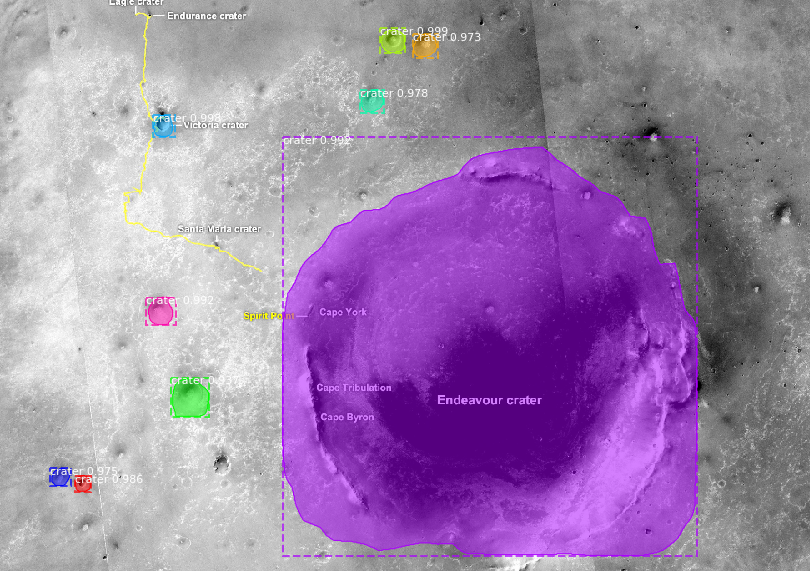 Eagle crater
Endurance crater
crater 0.999
crater 0.973
crater 0.978
crater 0.998
Victoria crater
crater 0.992
Santa Maria crater
crater 0.992
Spirit Point
Cape York
crater 0.937
Cape Tribulation
Endeavour crater
Cape Byron
crater 0.975
crater 0.986